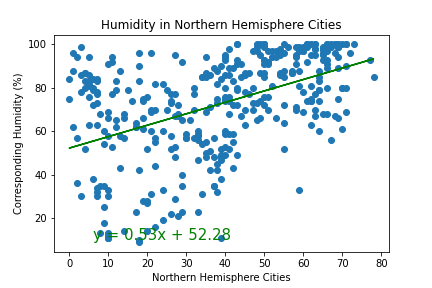 Humidity in Northern Hemisphere Cities
Corresponding Humidity (%)
100
80
60
40
20
y = 0.53x + 52.28
0 10 20 30 40 50 60 70 80
Northern Hemisphere Cities